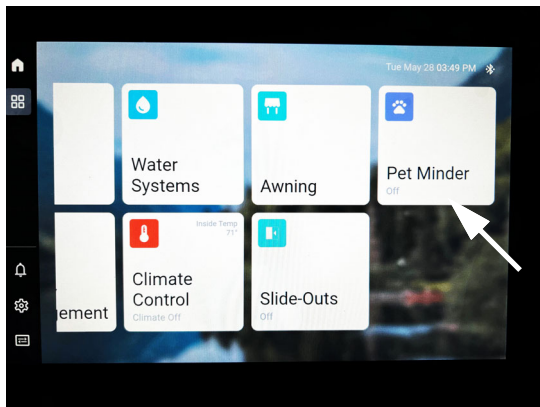 Tue May 28 03:49 PM
Water
Systems
Awning
Pet Minder
Off
Inside Temp
71°
Climate
Control
Climate Off
ement
Slide-Outs
Off